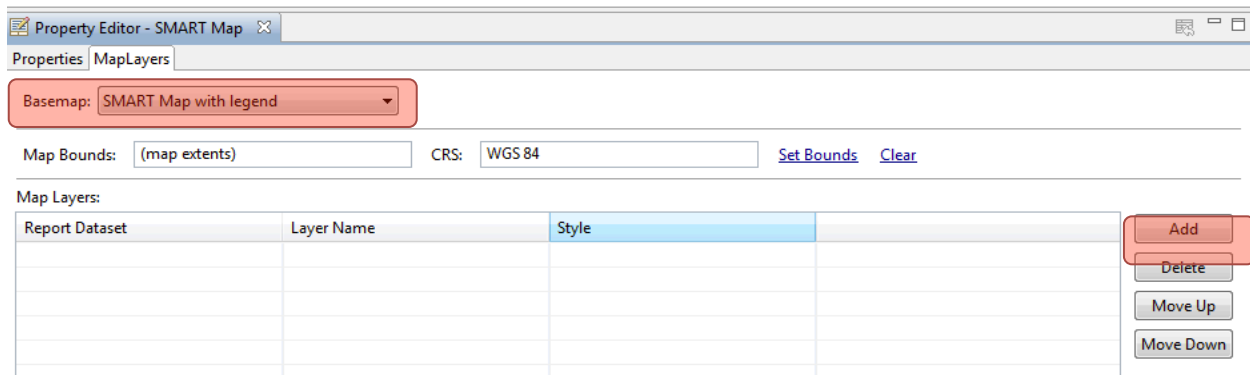 Property Editor - SMART Map
Properties MapLayers
Basemap: SMART Map with legend
Map Bounds: (map extents) CRS: WGS 84 Set Bounds Clear
Map Layers:
Report Dataset Layer Name Style Add
Delete
Move Up
Move Down